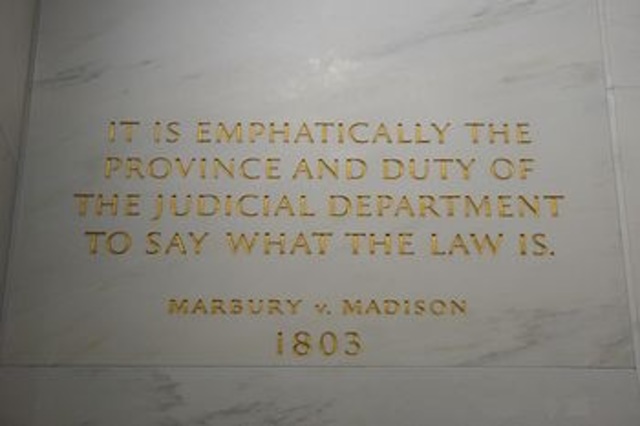 IT IS EMPHATICALLY THE
PROVINCE AND DUTY OF
THE JUDICIAL DEPARTMENT
TO SAY WHAT THE LAW IS.
MARBURY v. MADISON
1803